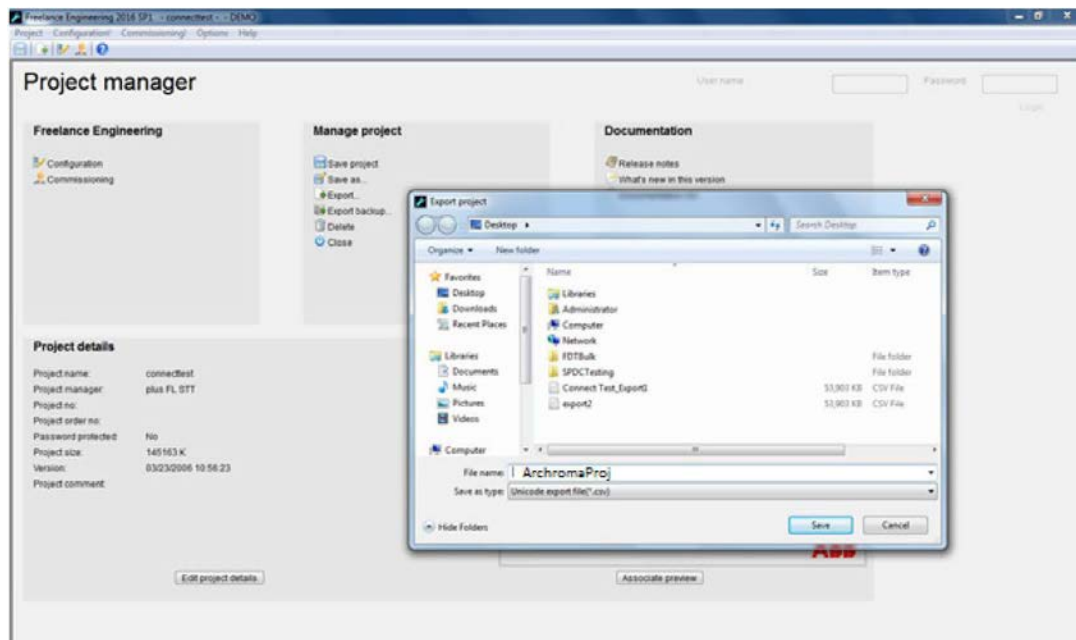 Freelance Engineering 2016 SP1 - connecttest - - DEMO
Project Configuration! Commissioning! Options Help
Project manager
User name
Password
Login
Freelance Engineering
Configuration
Commissioning
Manage project
Save project
Save as...
Export...
Export backup...
Delete
Close
Documentation
Release notes
What's new in this version
Project details
Project name: connecttest
Project manager: plus FL STT
Project no:
Project order no:
Password protected: No
Project size: 145163 K
Version: 03/23/2006 10:56:23
Project comment:
Edit project details
Export project
Desktop
Search Desktop
Organize New folder
Favorites
Desktop
Downloads
Recent Places
Libraries
Documents
Music
Pictures
Videos
Computer
Name Size Item type
Libraries
Administrator
Computer
Network
FDTBulk File folder
SPDCTesting File folder
Connect Test_Export3 53,903 KB CSV File
export2 53,903 KB CSV File
File name: ArchromaProj
Save as type: Unicode export file(*.csv)
Hide Folders
Save Cancel
ABB
Associate preview